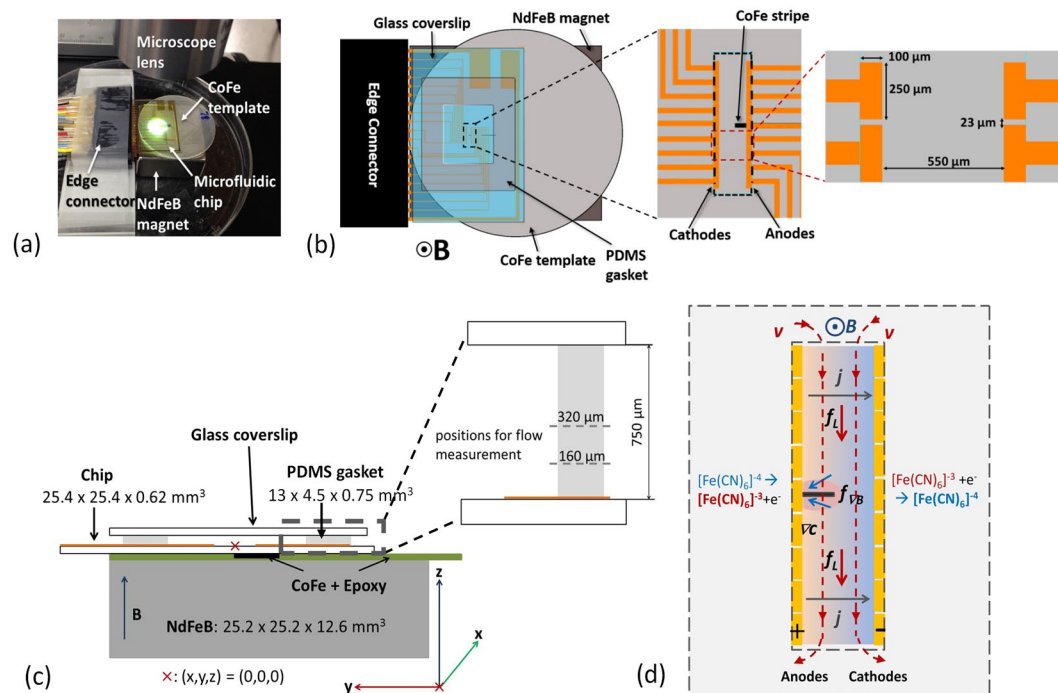 Microscope
lens
CoFe
template
Edge
connector
Microfluidic
chip
NdFeB
magnet
(a)
Glass coverslip
NdFeB magnet
Edge Connector
⊙B
CoFe template
PDMS
gasket
(b)
CoFe stripe
Cathodes
Anodes
100 µm
250 µm
23 µm
550 µm
Glass coverslip
Chip
25.4 x 25.4 x 0.62 mm³
PDMS gasket
13 x 4.5 x 0.75 mm³
positions for flow
measurement
320 µm
160 µm
750 µm
CoFe + Epoxy
B
NdFeB: 25.2 x 25.2 x 12.6 mm³
×: (x,y,z) = (0,0,0)
z
x
y
(c)
v
⊙B
v
j
f_L
[Fe(CN)₆]⁻⁴ →
[Fe(CN)₆]⁻³+e⁻
[Fe(CN)₆]⁻³ +e⁻
→ [Fe(CN)₆]⁻⁴
f_∇B
∇C
f_L
j
+
-
Anodes
Cathodes
(d)